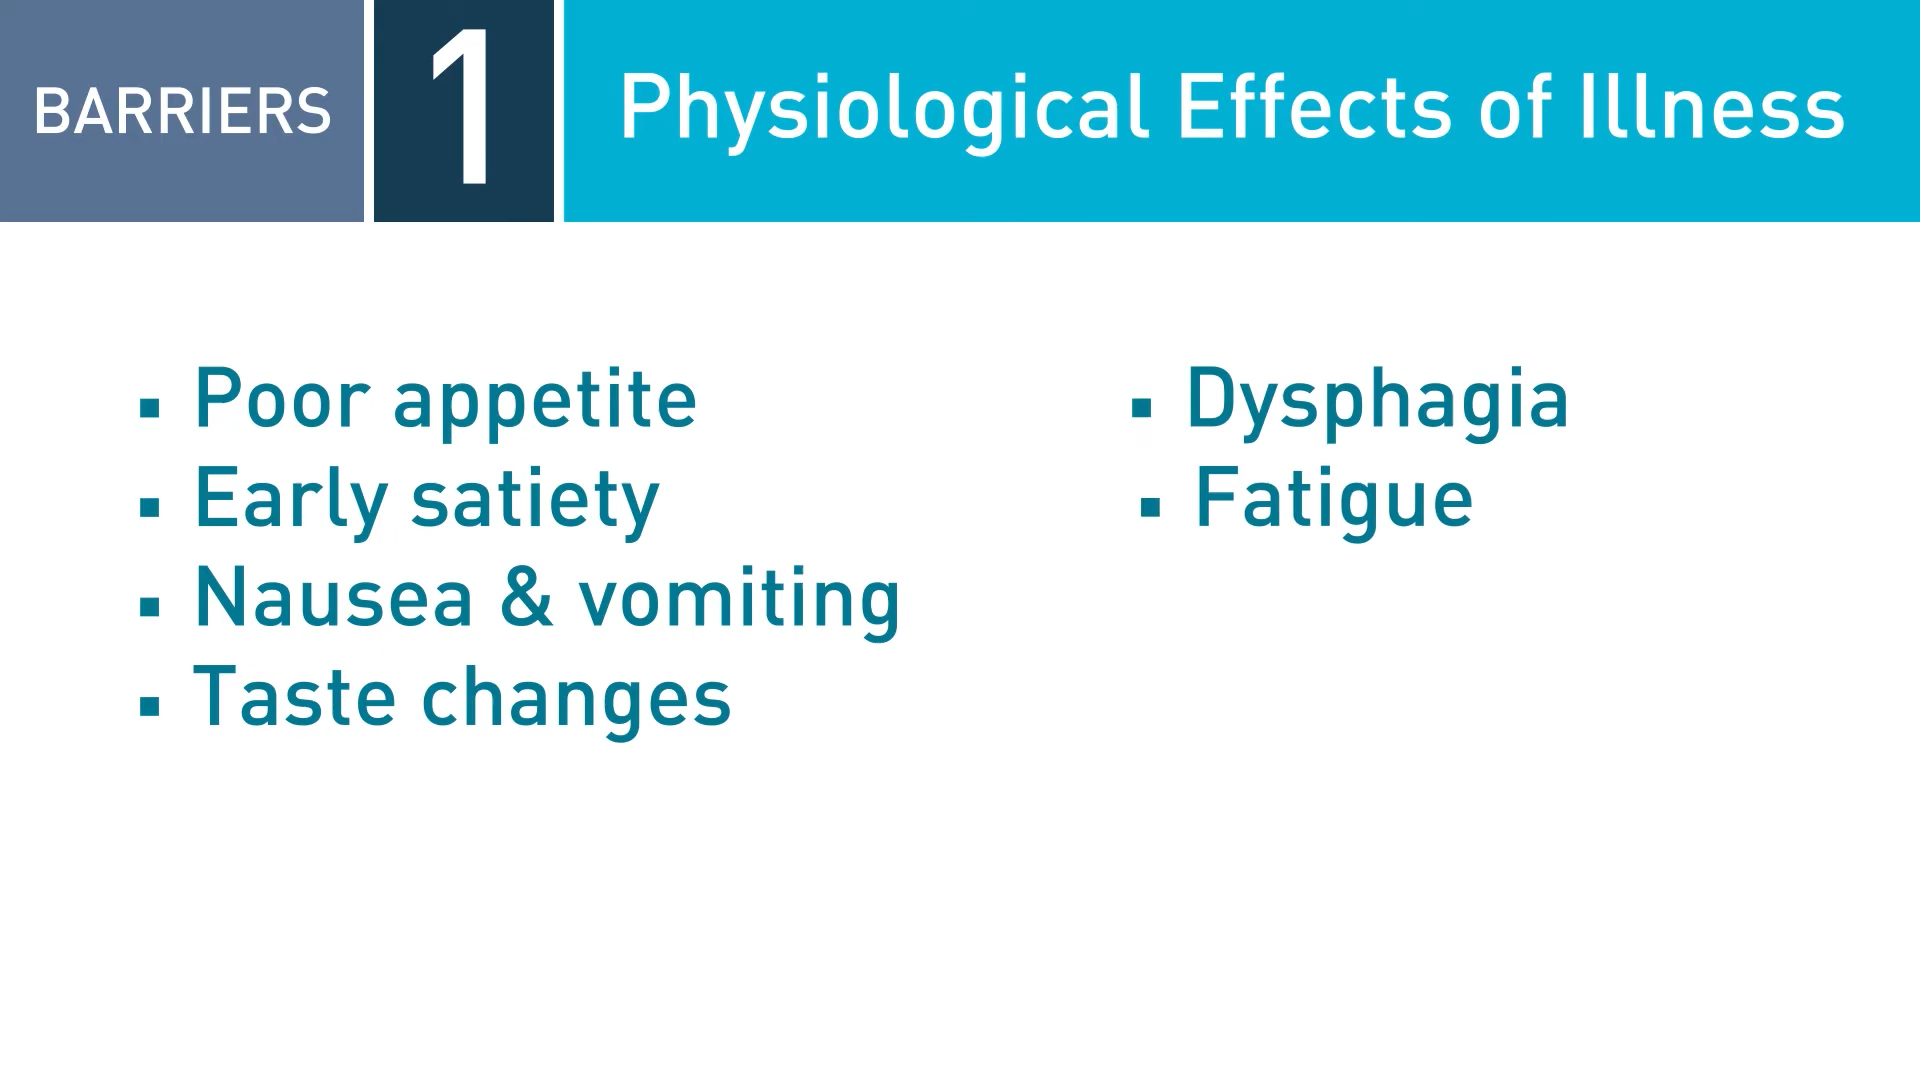 BARRIERS
1
Physiological Effects of Illness
▪ Poor appetite
▪ Early satiety
▪ Nausea & vomiting
▪ Taste changes
▪ Dysphagia
▪ Fatigue